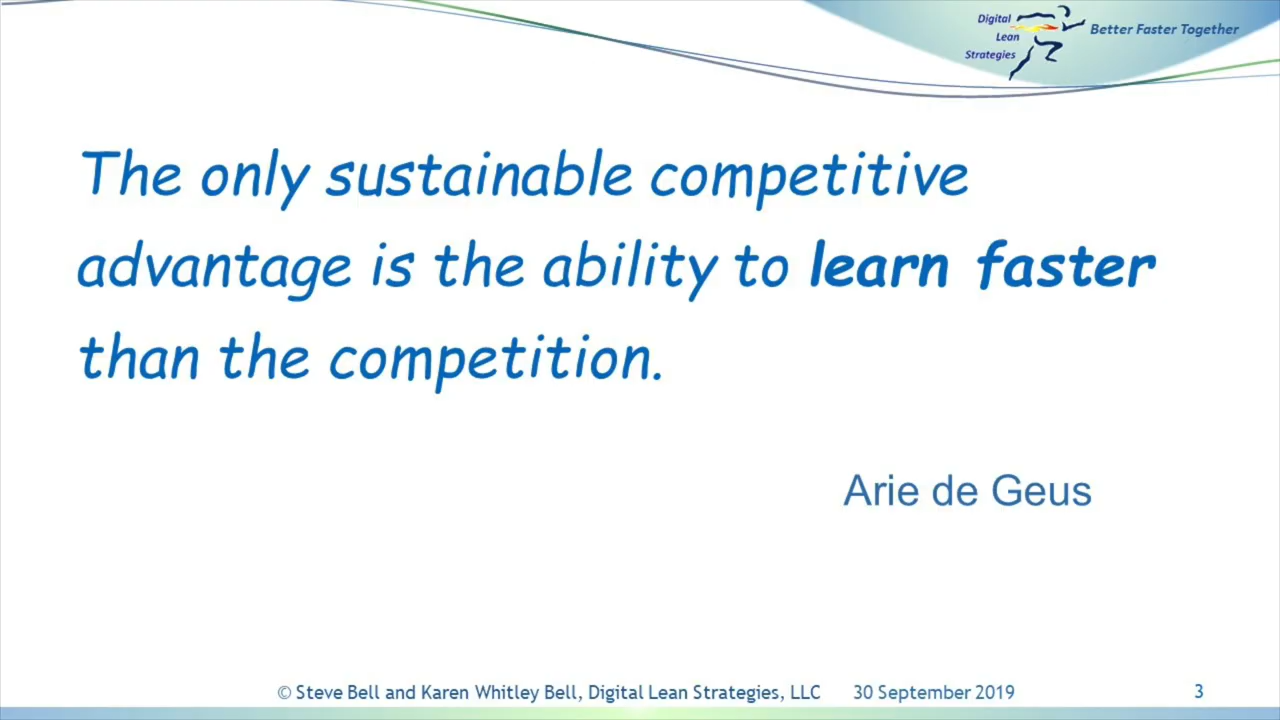 Digital
Lean
Strategies
Better Faster Together
The only sustainable competitive
advantage is the ability to learn faster
than the competition.
Arie de Geus
© Steve Bell and Karen Whitley Bell, Digital Lean Strategies, LLC 30 September 2019 3